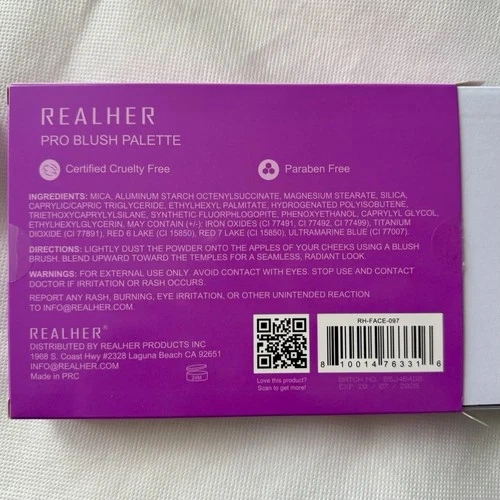 REALHER
PRO BLUSH PALETTE
Certified Cruelty Free
Paraben Free
INGREDIENTS: MICA, ALUMINUM STARCH OCTENYLSUCCINATE, MAGNESIUM STEARATE, SILICA,
CAPRYLIC/CAPRIC TRIGLYCERIDE, ETHYLHEXYL PALMITATE, HYDROGENATED POLYISOBUTENE,
TRIETHOXYCAPRYLYLSILANE, SYNTHETIC FLUORPHLOGOPITE, PHENOXYETHANOL, CAPRYLYL GLYCOL,
ETHYLHEXYLGLYCERIN, MAY CONTAIN (+/-): IRON OXIDES (CI 77491, CI 77492, CI 77499), TITANIUM
DIOXIDE (CI 77891), RED 6 LAKE (CI 15850), RED 7 LAKE (CI 15850), ULTRAMARINE BLUE (CI 77007).
DIRECTIONS: LIGHTLY DUST THE POWDER ONTO THE APPLES OF YOUR CHEEKS USING A BLUSH
BRUSH. BLEND UPWARD TOWARD THE TEMPLES FOR A SEAMLESS, RADIANT LOOK.
WARNINGS: FOR EXTERNAL USE ONLY. AVOID CONTACT WITH EYES. STOP USE AND CONTACT
DOCTOR IF IRRITATION OR RASH OCCURS.
REPORT ANY RASH, BURNING, EYE IRRITATION, OR OTHER UNINTENDED REACTION
TO INFO@REALHER.COM.
REALHER®
DISTRIBUTED BY REALHER PRODUCTS INC
1968 S. Coast Hwy #2328 Laguna Beach CA 92651
INFO@REALHER.COM
Made in PRC
24M
Love this product?
Scan to get more!
RH-FACE-097
8 10014 76331 6
BATCH NO.
EXP